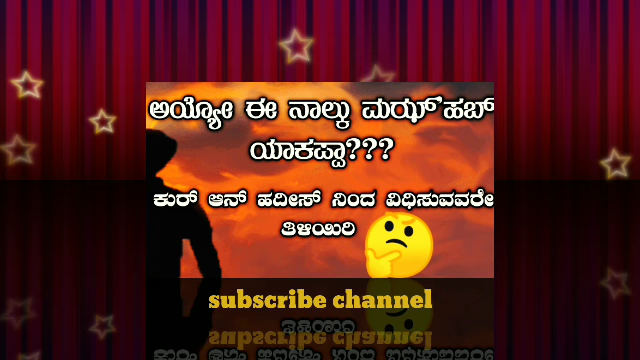 ಅಯ್ಯೋ ಈ ನಾಲ್ಕು ಮಝ್'ಹಬ್
ಯಾಕಪ್ಪಾ???
ಕುರ್ ಆನ್ ಹದೀಸ್ ನಿಂದ ವಿಧಿಸುವವರೇ
ತಿಳಿಯಿರಿ
subscribe channel